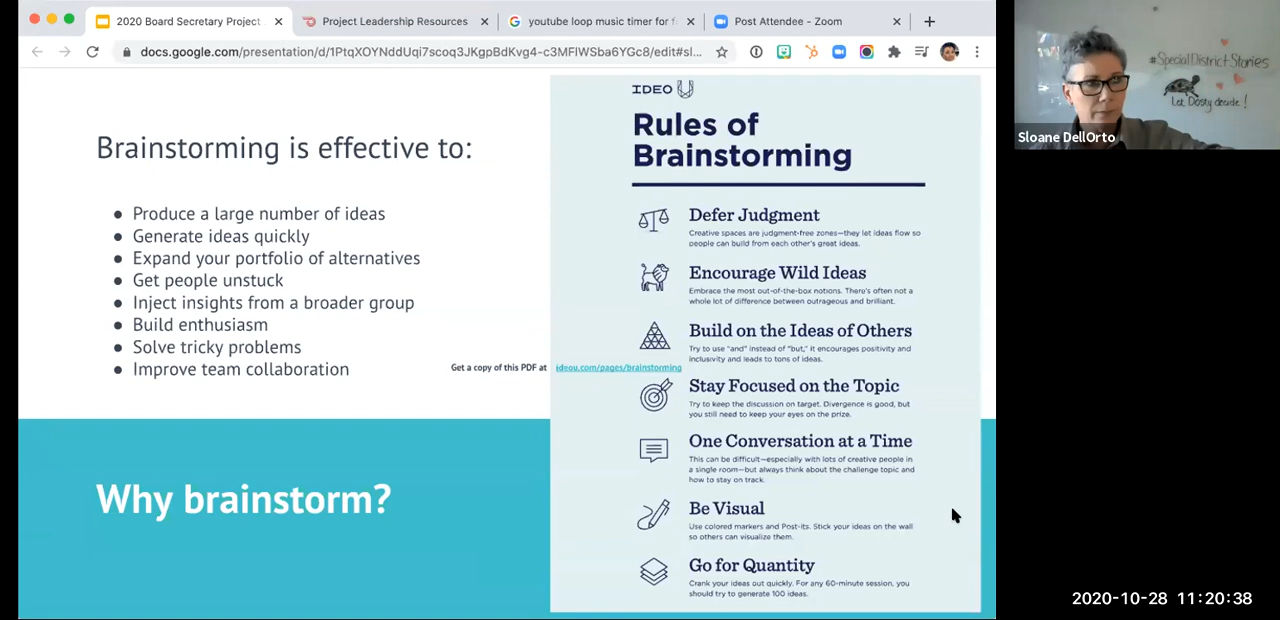 2020 Board Secretary Project
Project Leadership Resources
youtube loop music timer for f
Post Attendee - Zoom
docs.google.com/presentation/d/1PtqXOYNddUqi7scoq3JKgpBdKvg4-c3MFlWSba6YGc8/edit#sl...
Brainstorming is effective to:
● Produce a large number of ideas
● Generate ideas quickly
● Expand your portfolio of alternatives
● Get people unstuck
● Inject insights from a broader group
● Build enthusiasm
● Solve tricky problems
● Improve team collaboration
Get a copy of this PDF at ideou.com/pages/brainstorming
Why brainstorm?
IDEO U
Rules of
Brainstorming
Defer Judgment
Creative spaces are judgment-free zones—they let ideas flow so
people can build from each other's great ideas.
Encourage Wild Ideas
Embrace the most out-of-the-box notions. There's often not a
whole lot of difference between outrageous and brilliant.
Build on the Ideas of Others
Try to use "and" instead of "but," it encourages positivity and
inclusivity and leads to tons of ideas.
Stay Focused on the Topic
Try to keep the discussion on target. Divergence is good, but
you still need to keep your eyes on the prize.
One Conversation at a Time
This can be difficult—especially with lots of creative people in
a single room—but always think about the challenge topic and
how to stay on track.
Be Visual
Use colored markers and Post-its. Stick your ideas on the wall
so others can visualize them.
Go for Quantity
Crank your ideas out quickly. For any 60-minute session, you
should try to generate 100 ideas.
#SpecialDistrictStories
Let Dosty decide!
Sloane DellOrto
2020-10-28 11:20:38